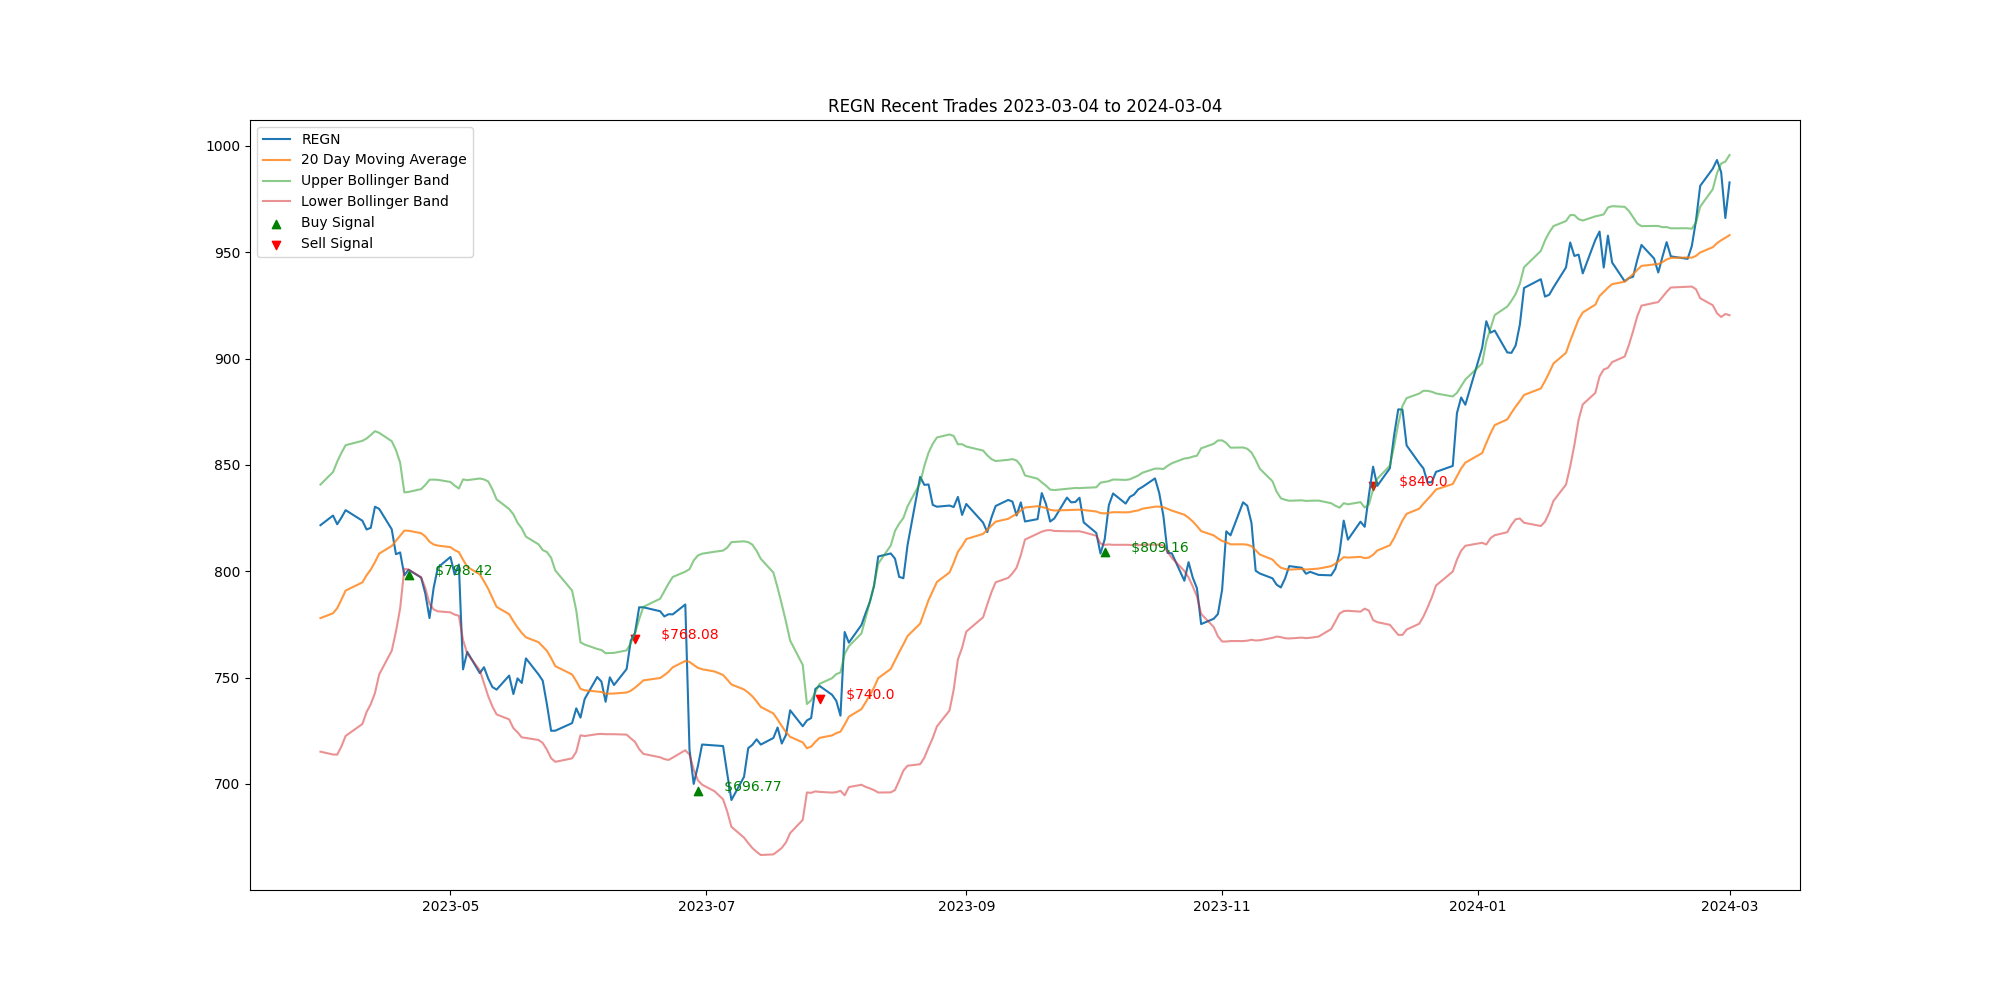 REGN Recent Trades 2023-03-04 to 2024-03-04
REGN
20 Day Moving Average
Upper Bollinger Band
Lower Bollinger Band
Buy Signal
Sell Signal
1000
950
900
850
800
750
700
$798.42
$768.08
$696.77
$740.0
$809.16
$840.0
2023-05
2023-07
2023-09
2023-11
2024-01
2024-03